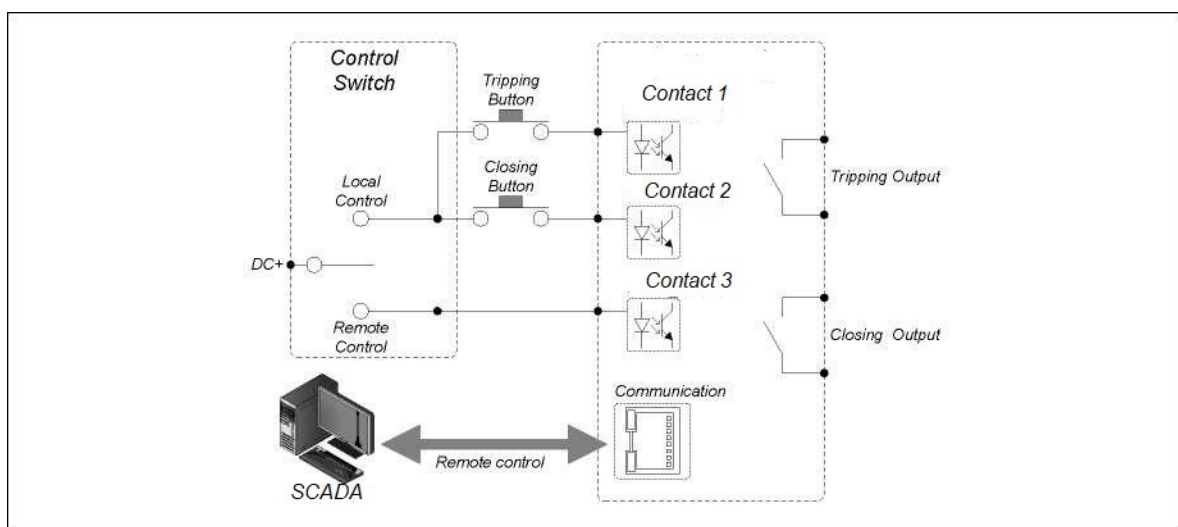 Control
Switch
Tripping
Button
Contact 1
Closing
Button
Local
Control
Contact 2
Tripping Output
DC+
Contact 3
Remote
Control
Closing Output
Communication
Remote control
SCADA